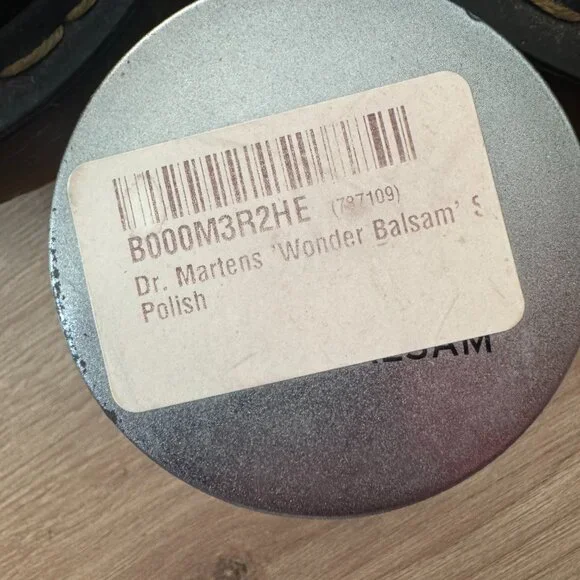 B000M3R2HE (787109)
Dr. Martens 'Wonder Balsam' S
Polish
LSAM